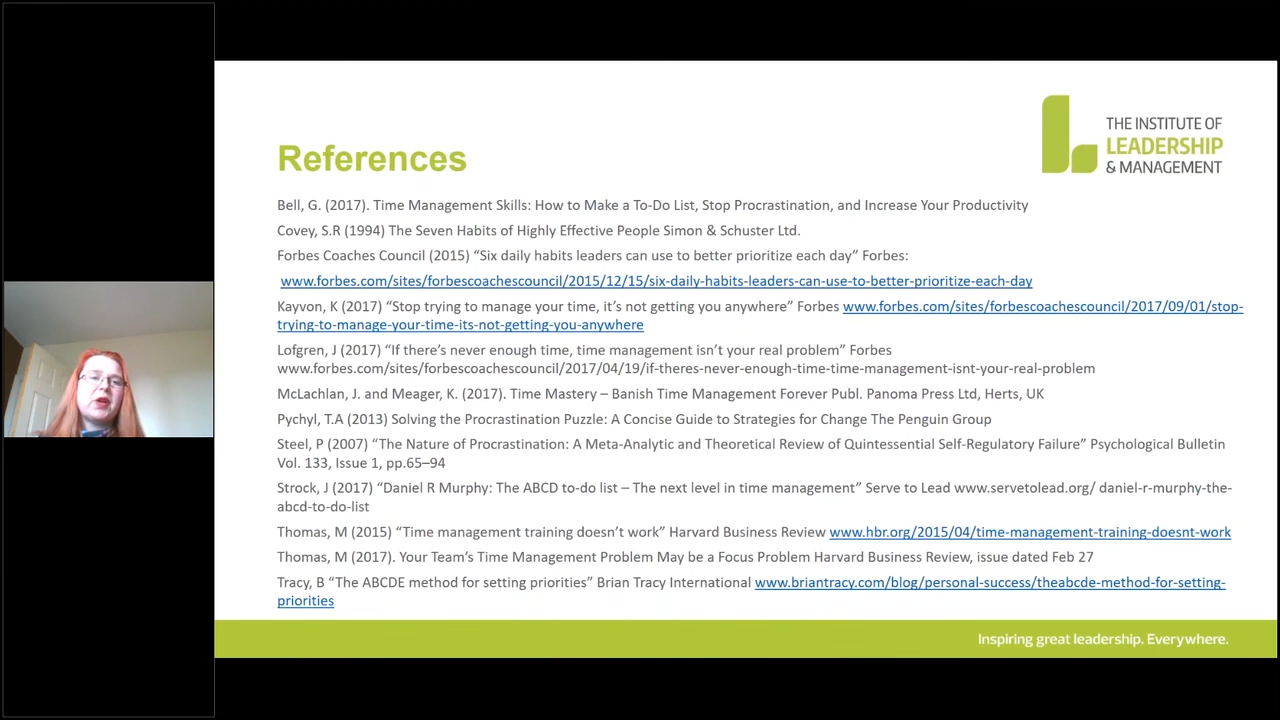 THE INSTITUTE OF
LEADERSHIP
& MANAGEMENT
References
Bell, G. (2017). Time Management Skills: How to Make a To-Do List, Stop Procrastination, and Increase Your Productivity
Covey, S.R (1994) The Seven Habits of Highly Effective People Simon & Schuster Ltd.
Forbes Coaches Council (2015) “Six daily habits leaders can use to better prioritize each day” Forbes:
www.forbes.com/sites/forbescoachescouncil/2015/12/15/six-daily-habits-leaders-can-use-to-better-prioritize-each-day
Kayvon, K (2017) “Stop trying to manage your time, it’s not getting you anywhere” Forbes www.forbes.com/sites/forbescoachescouncil/2017/09/01/stop-
trying-to-manage-your-time-its-not-getting-you-anywhere
Lofgren, J (2017) “If there’s never enough time, time management isn’t your real problem” Forbes
www.forbes.com/sites/forbescoachescouncil/2017/04/19/if-theres-never-enough-time-time-management-isnt-your-real-problem
McLachlan, J. and Meager, K. (2017). Time Mastery – Banish Time Management Forever Publ. Panoma Press Ltd, Herts, UK
Pychyl, T.A (2013) Solving the Procrastination Puzzle: A Concise Guide to Strategies for Change The Penguin Group
Steel, P (2007) “The Nature of Procrastination: A Meta-Analytic and Theoretical Review of Quintessential Self-Regulatory Failure” Psychological Bulletin
Vol. 133, Issue 1, pp.65–94
Strock, J (2017) “Daniel R Murphy: The ABCD to-do list – The next level in time management” Serve to Lead www.servetolead.org/ daniel-r-murphy-the-
abcd-to-do-list
Thomas, M (2015) “Time management training doesn’t work” Harvard Business Review www.hbr.org/2015/04/time-management-training-doesnt-work
Thomas, M (2017). Your Team’s Time Management Problem May be a Focus Problem Harvard Business Review, issue dated Feb 27
Tracy, B “The ABCDE method for setting priorities” Brian Tracy International www.briantracy.com/blog/personal-success/theabcde-method-for-setting-
priorities
Inspiring great leadership. Everywhere.